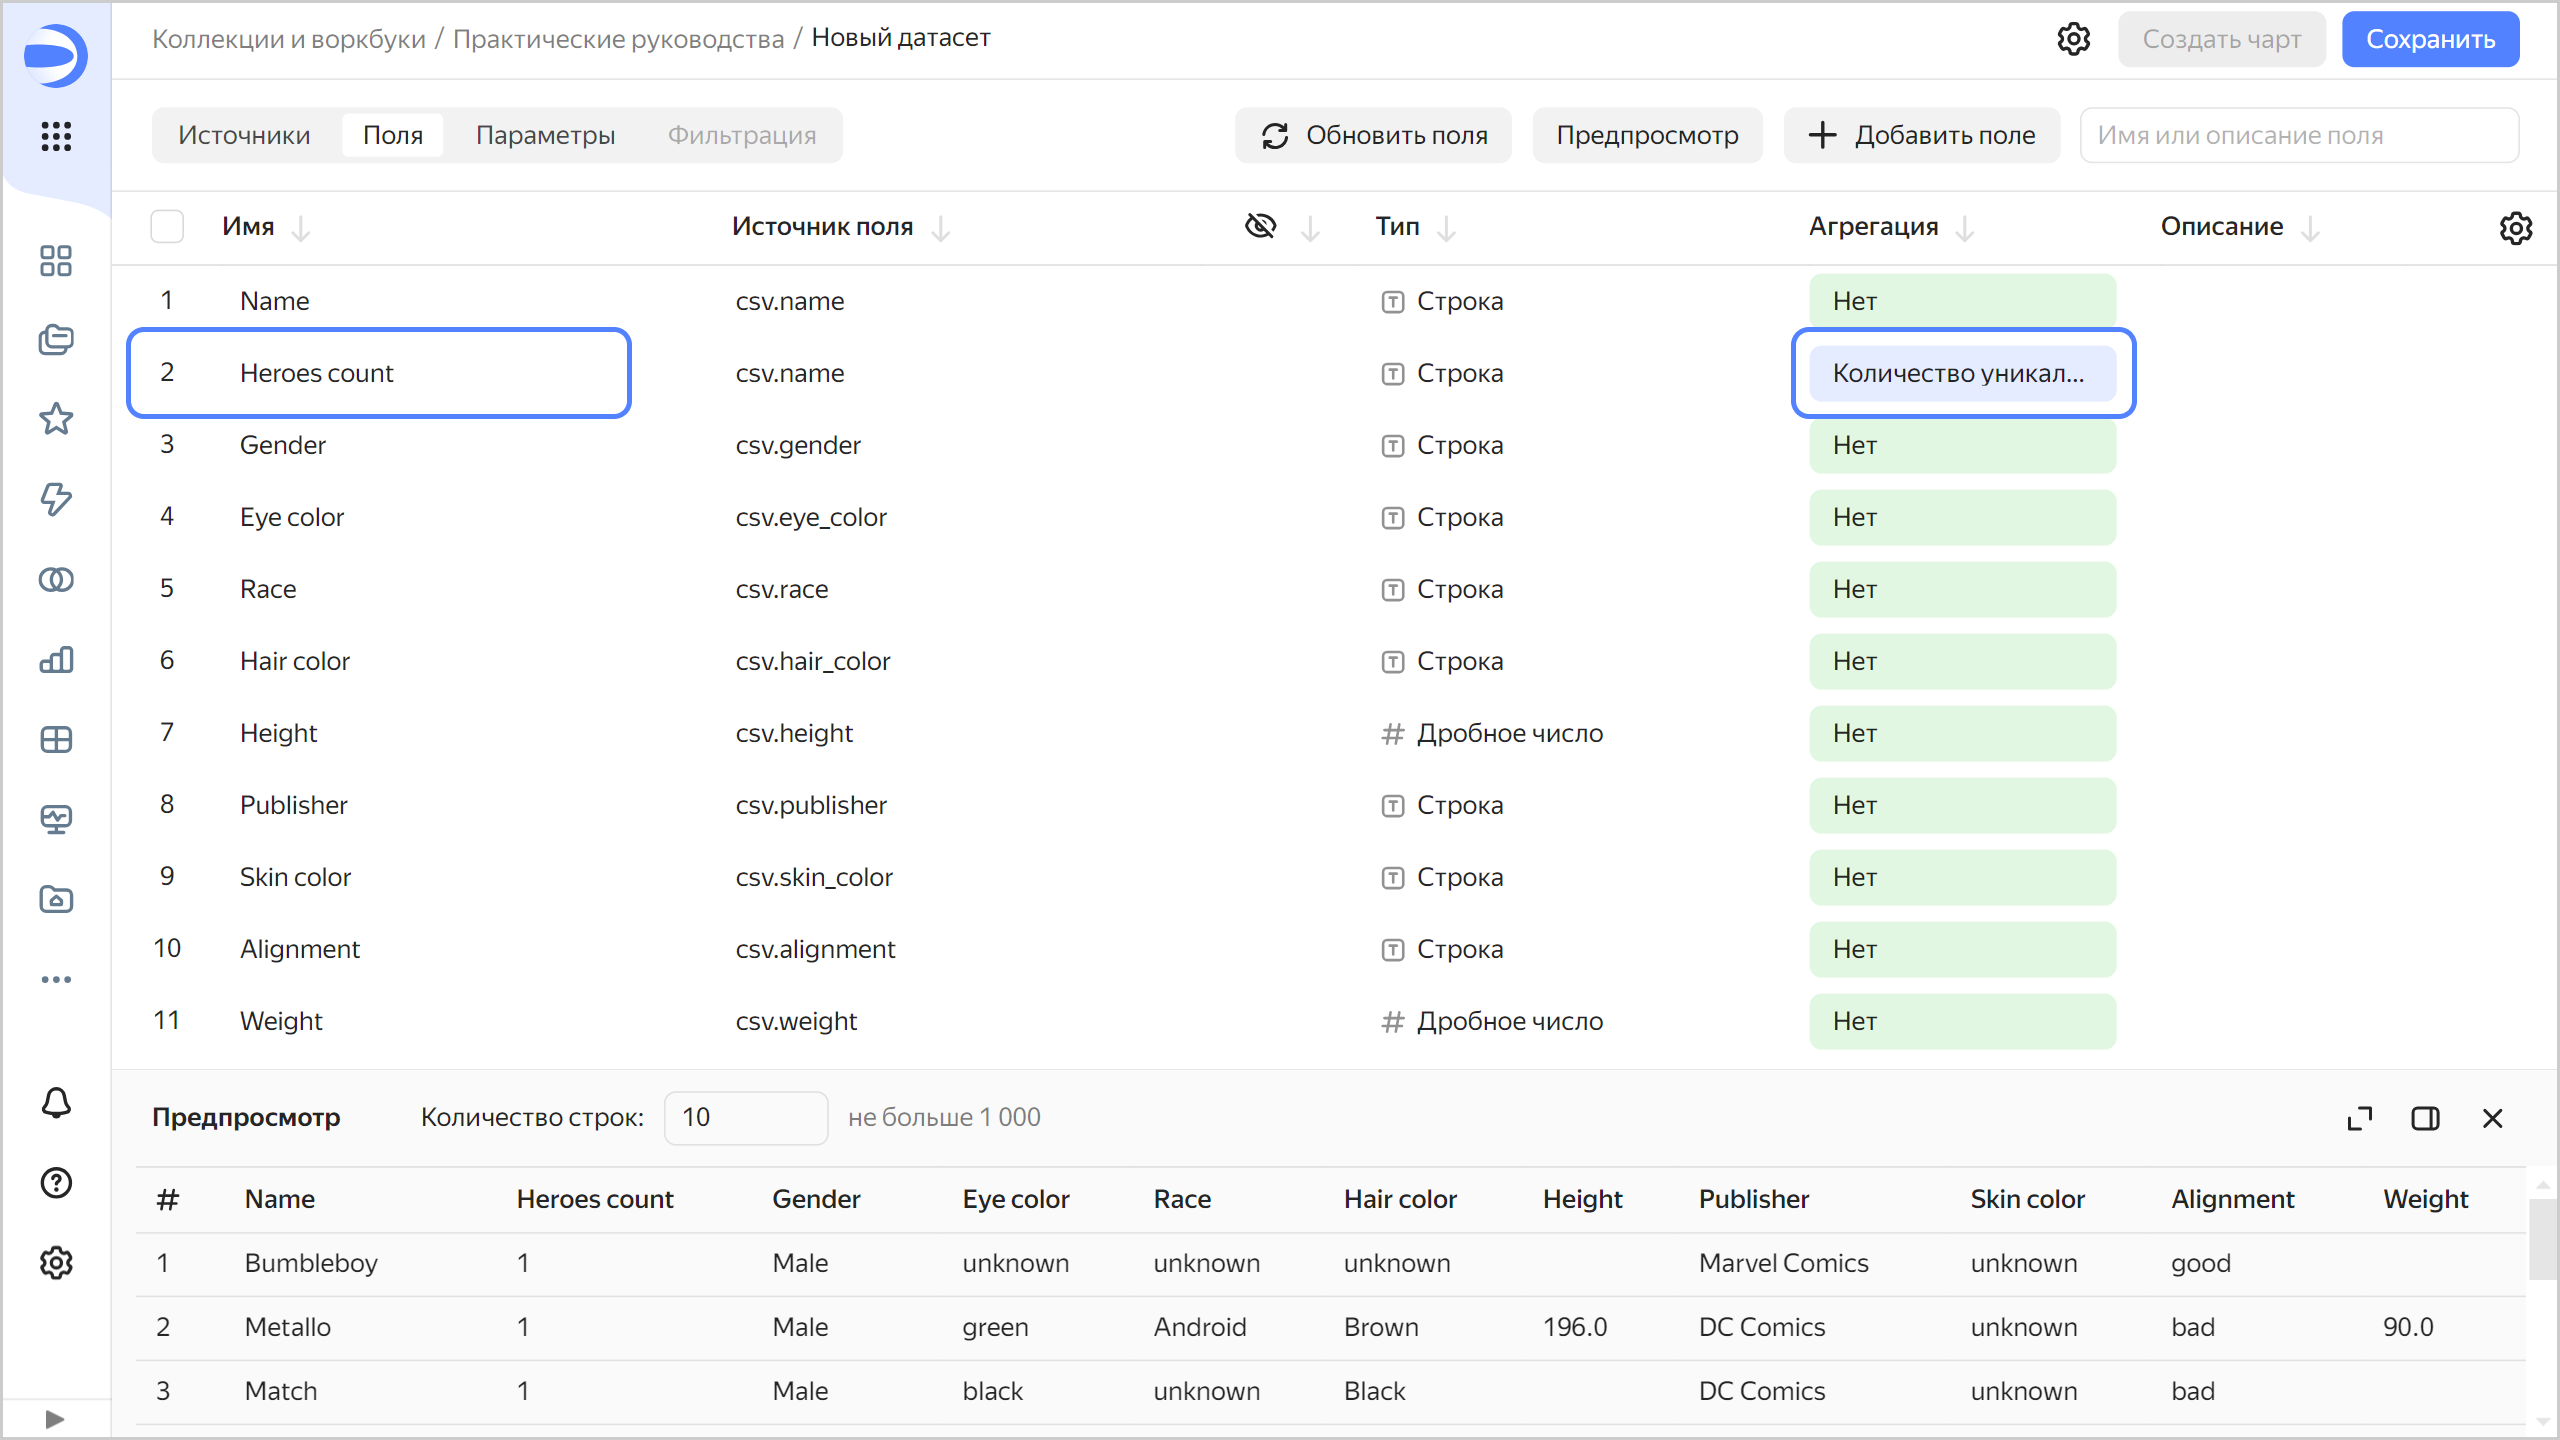 Коллекции и воркбуки / Практические руководства / Новый датасет
Создать чарт
Сохранить
Источники Поля Параметры Фильтрация
Обновить поля
Предпросмотр
Добавить поле
Имя или описание поля
Имя Источник поля Тип Агрегация Описание
1 Name csv.name Строка Нет
2 Heroes count csv.name Строка Количество уникал...
3 Gender csv.gender Строка Нет
4 Eye color csv.eye_color Строка Нет
5 Race csv.race Строка Нет
6 Hair color csv.hair_color Строка Нет
7 Height csv.height # Дробное число Нет
8 Publisher csv.publisher Строка Нет
9 Skin color csv.skin_color Строка Нет
10 Alignment csv.alignment Строка Нет
11 Weight csv.weight # Дробное число Нет
Предпросмотр Количество строк: 10 не больше 1 000
# Name Heroes count Gender Eye color Race Hair color Height Publisher Skin color Alignment Weight
1 Bumbleboy 1 Male unknown unknown unknown Marvel Comics unknown good
2 Metallo 1 Male green Android Brown 196.0 DC Comics unknown bad 90.0
3 Match 1 Male black unknown Black DC Comics unknown bad